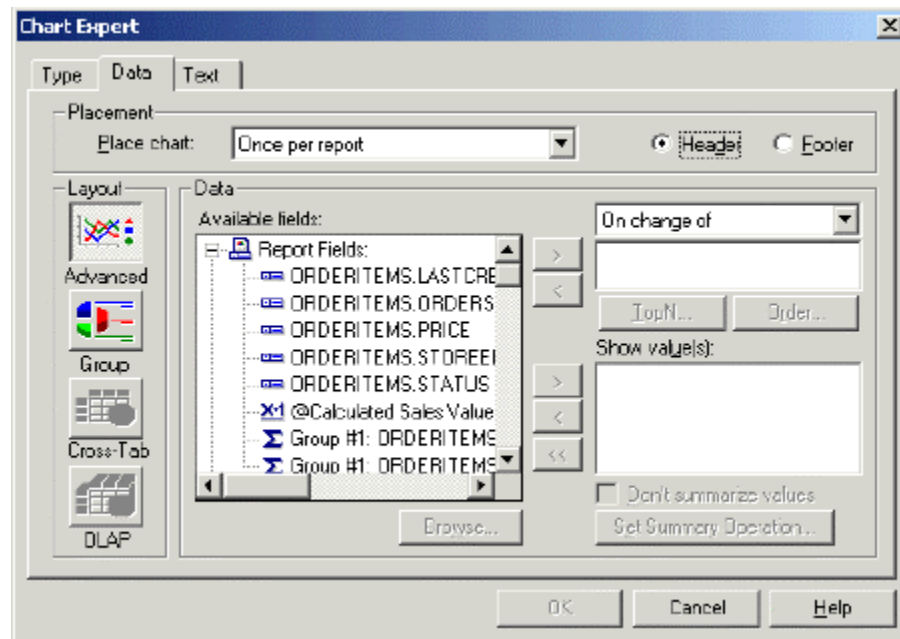 Chart Expert
Type Data Text
Placement
Place chart: Once per report Header Footer
Layout
Advanced
Group
Cross-Tab
OLAP
Data
Available fields:
Report Fields:
ORDERITEMS.LASTCRE
ORDERITEMS.ORDERS
ORDERITEMS.PRICE
ORDERITEMS.STOREE
ORDERITEMS.STATUS
@Calculated Sales Value
Group #1: ORDERITEMS
Group #1: ORDERITEMS
Browse...
>
<
>
<
<<
On change of
TopN... Order...
Show value(s):
Don't summarize values
Set Summary Operation...
OK Cancel Help